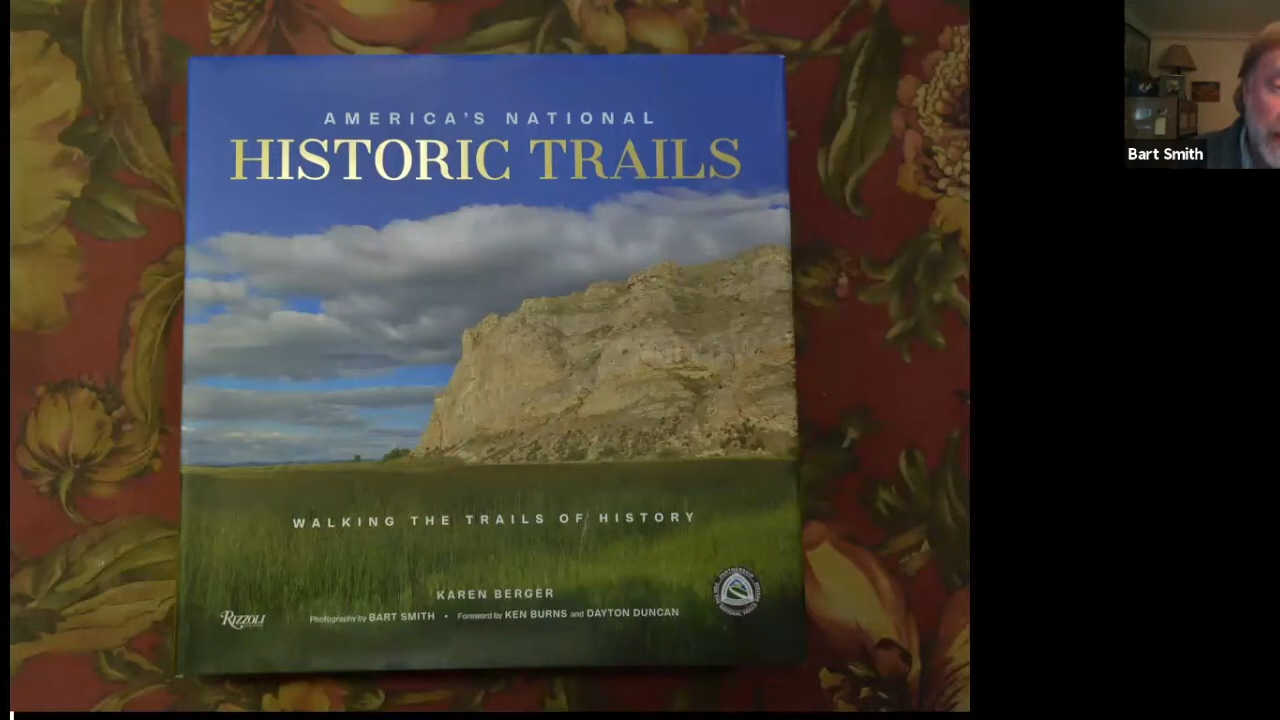 AMERICA'S NATIONAL
HISTORIC TRAILS
WALKING THE TRAILS OF HISTORY
KAREN BERGER
RIZZOLI
Photography by BART SMITH • Foreword by KEN BURNS and DAYTON DUNCAN
Bart Smith